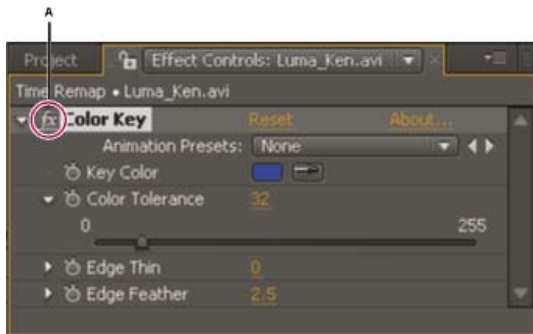 A
Project Effect Controls: Luma_Ken.avi
Time Remap • Luma_Ken.avi
fx Color Key Reset About...
Animation Presets: None
Key Color
Color Tolerance 32
0 255
Edge Thin 0
Edge Feather 2.5